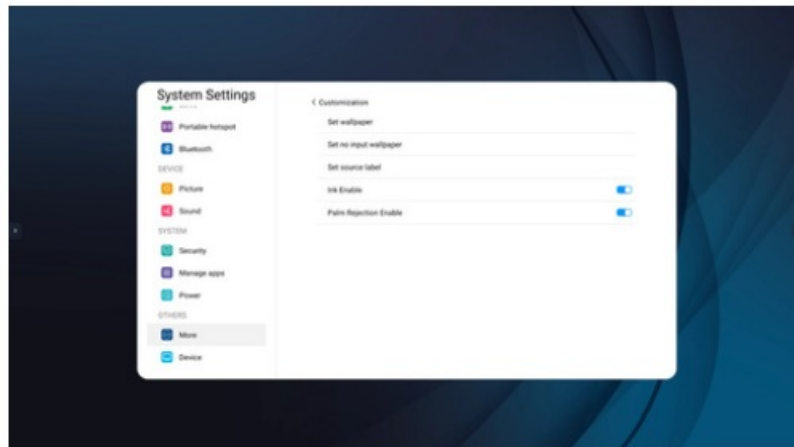 System Settings
Portable hotspot
Bluetooth
DEVICE
Picture
Sound
SYSTEM
Security
Manage apps
Power
OTHERS
More
Device
< Customization
Set wallpaper
Set no input wallpaper
Set source label
Ink Enable
Palm Rejection Enable